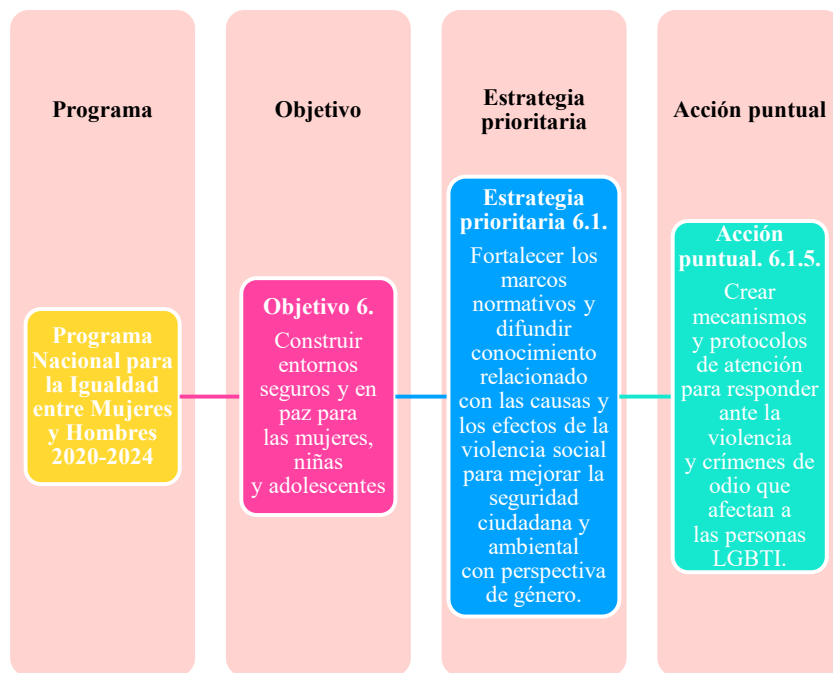 Programa
Objetivo
Estrategia
prioritaria
Acción puntual
Programa
Nacional para
la Igualdad
entre Mujeres
y Hombres
2020-2024
Objetivo 6.
Construir
entornos
seguros y en
paz para
las mujeres,
niñas
y adolescentes
Estrategia
prioritaria 6.1.
Fortalecer los
marcos
normativos y
difundir
conocimiento
relacionado
con las causas y
los efectos de la
violencia social
para mejorar la
seguridad
ciudadana y
ambiental
con perspectiva
de género.
Acción
puntual. 6.1.5.
Crear
mecanismos
y protocolos
de atención
para responder
ante la
violencia
y crímenes de
odio que
afectan a
las personas
LGBTI.